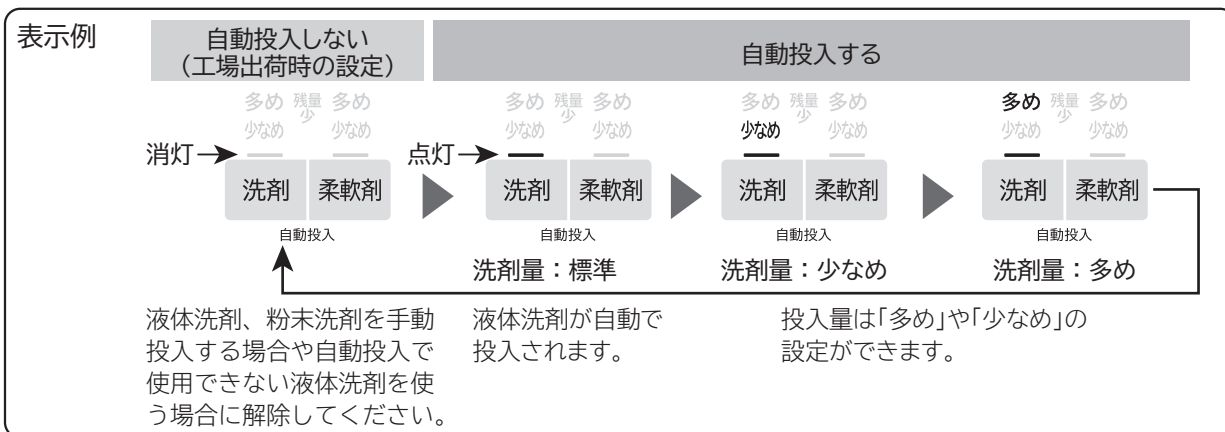 表示例
自動投入しない
（工場出荷時の設定）
自動投入する
多め 残量少 多め
少なめ 少なめ
消灯
洗剤 柔軟剤
自動投入
多め 残量少 多め
少なめ 少なめ
点灯
洗剤 柔軟剤
自動投入
洗剤量：標準
多め 残量少 多め
少なめ 少なめ
洗剤 柔軟剤
自動投入
洗剤量：少なめ
多め 残量少 多め
少なめ 少なめ
洗剤 柔軟剤
自動投入
洗剤量：多め
液体洗剤、粉末洗剤を手動
投入する場合や自動投入で
使用できない液体洗剤を使
う場合に解除してください。
液体洗剤が自動で
投入されます。
投入量は「多め」や「少なめ」の
設定ができます。